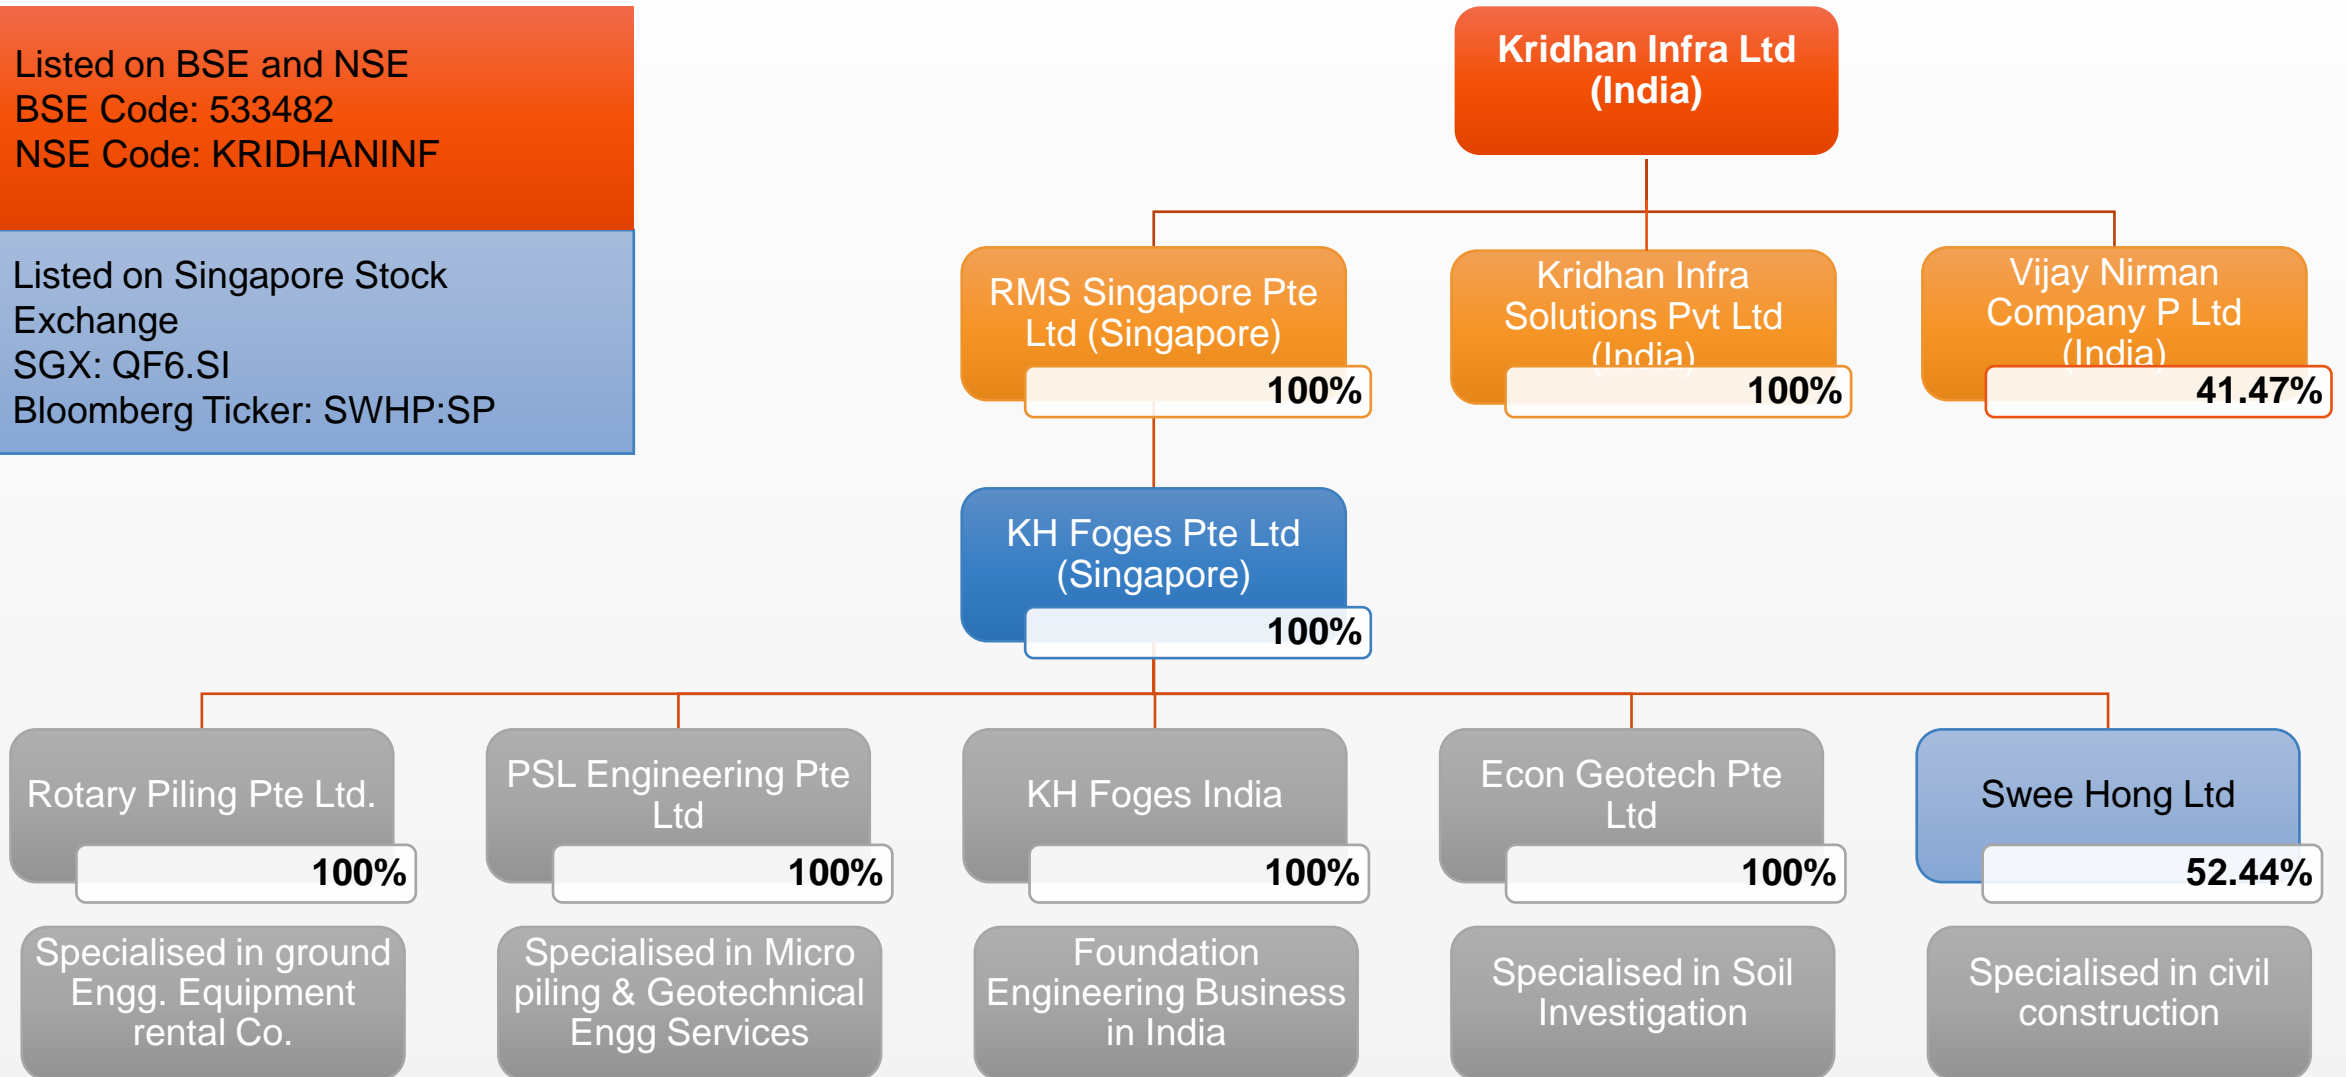 Listed on BSE and NSE
BSE Code: 533482
NSE Code: KRIDHANINF
Listed on Singapore Stock
Exchange
SGX: QF6.SI
Bloomberg Ticker: SWHP:SP
Kridhan Infra Ltd
(India)
RMS Singapore Pte
Ltd (Singapore)
100%
Kridhan Infra
Solutions Pvt Ltd
(India)
100%
Vijay Nirman
Company P Ltd
(India)
41.47%
KH Foges Pte Ltd
(Singapore)
100%
Rotary Piling Pte Ltd.
100%
PSL Engineering Pte
Ltd
100%
KH Foges India
100%
Econ Geotech Pte
Ltd
100%
Swee Hong Ltd
52.44%
Specialised in ground
Engg. Equipment
rental Co.
Specialised in Micro
piling & Geotechnical
Engg Services
Foundation
Engineering Business
in India
Specialised in Soil
Investigation
Specialised in civil
construction